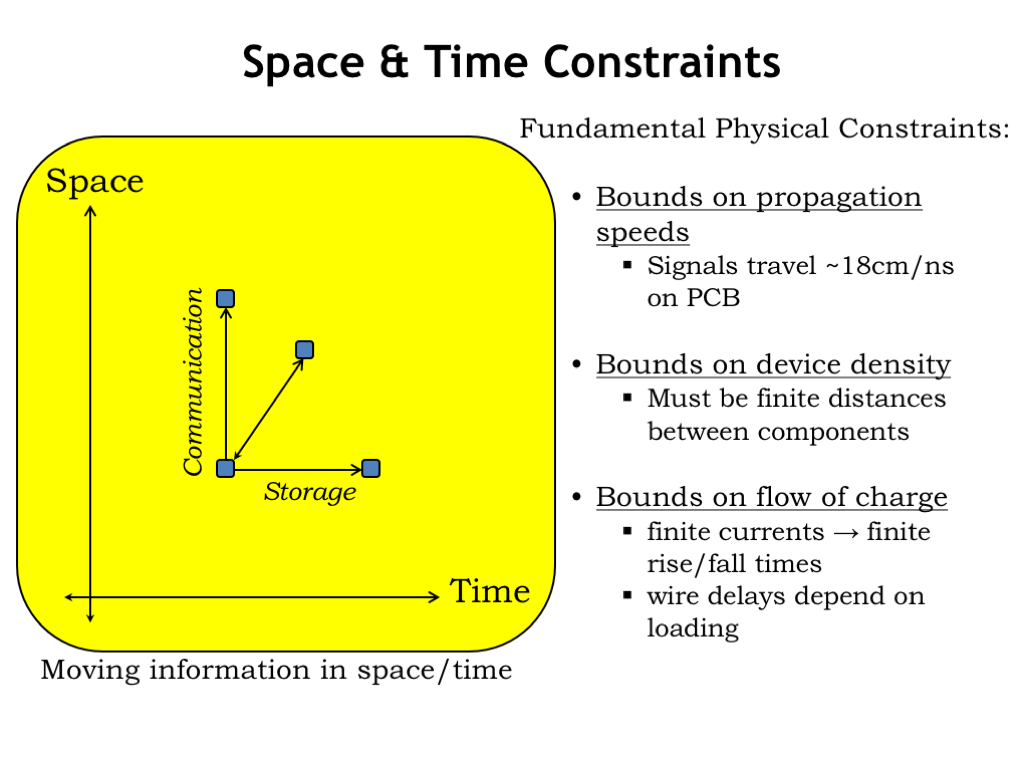 Space & Time Constraints
Fundamental Physical Constraints:
Space
Communication
Storage
Time
Moving information in space/time
• Bounds on propagation
speeds
▪ Signals travel ~18cm/ns
on PCB
• Bounds on device density
▪ Must be finite distances
between components
• Bounds on flow of charge
▪ finite currents → finite
rise/fall times
▪ wire delays depend on
loading